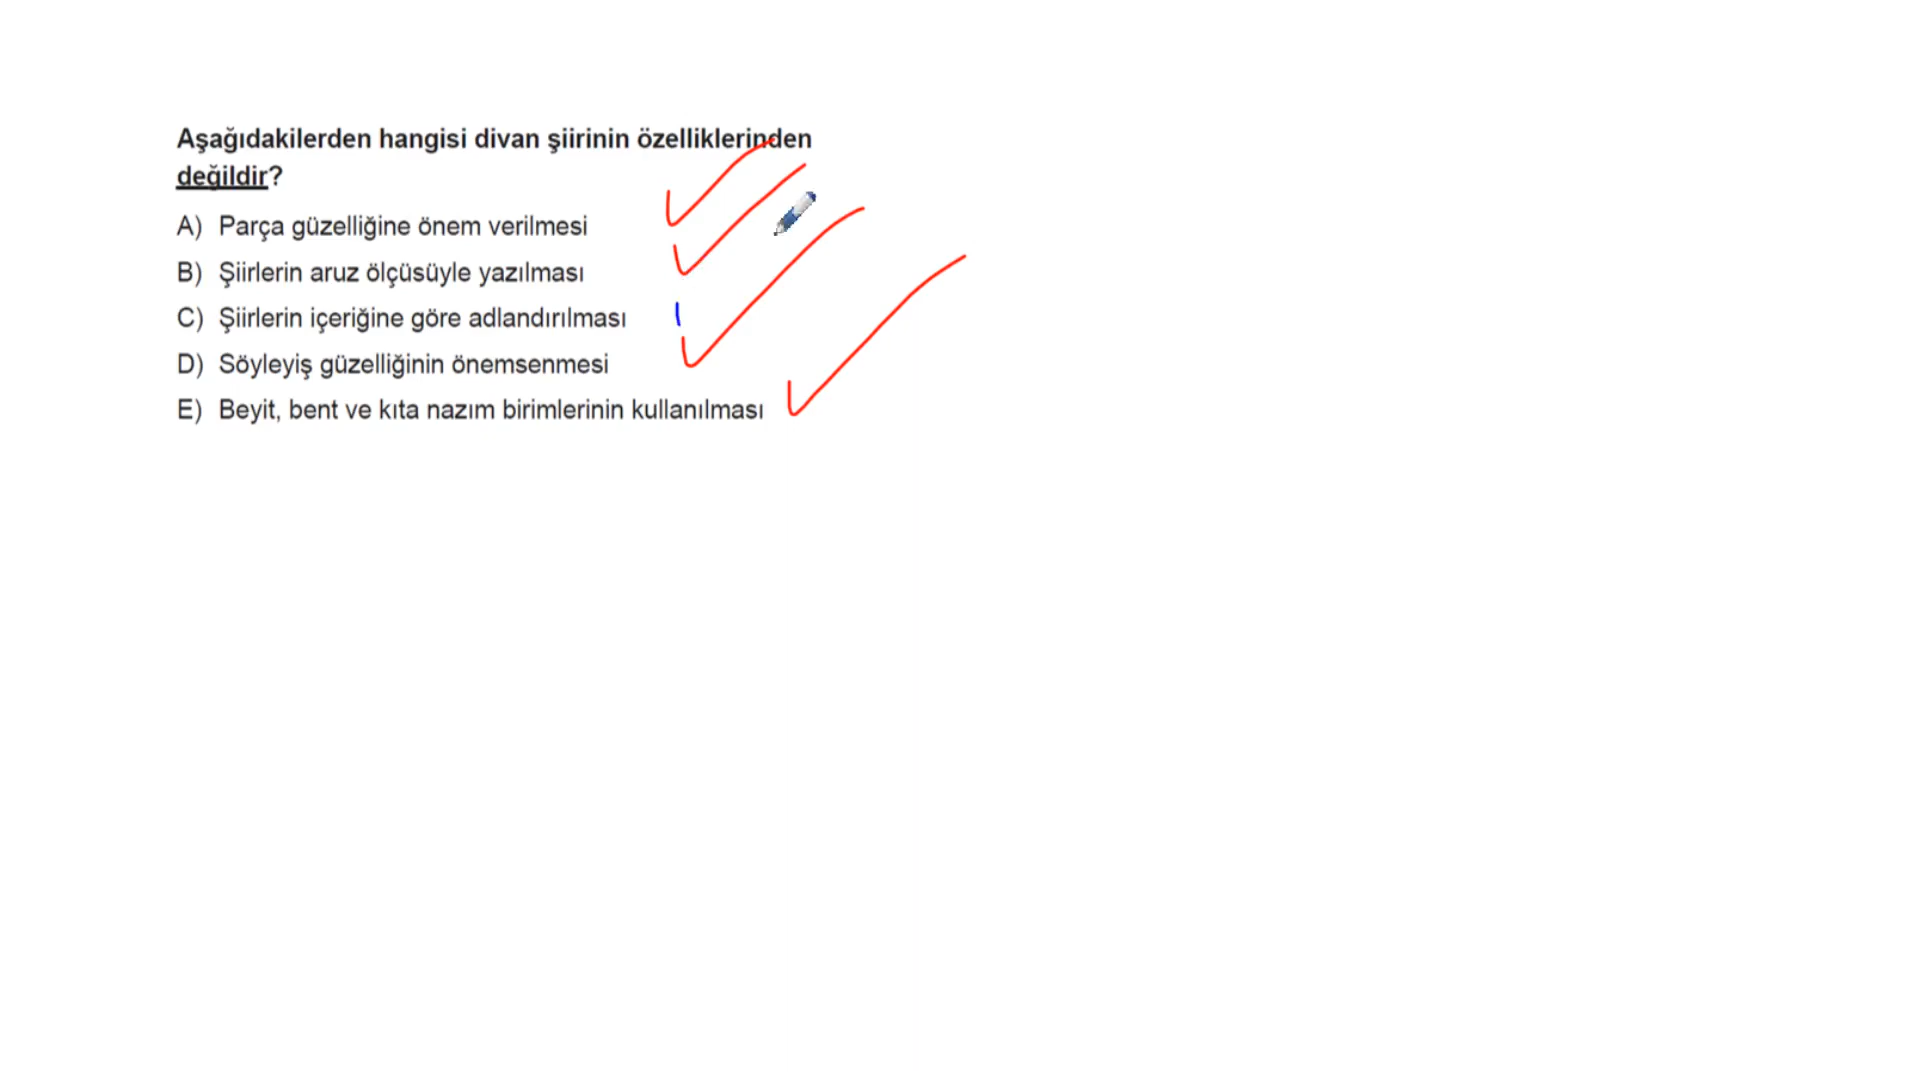 Aşağıdakilerden hangisi divan şiirinin özelliklerinden
değildir?
A) Parça güzelliğine önem verilmesi
B) Şiirlerin aruz ölçüsüyle yazılması
C) Şiirlerin içeriğine göre adlandırılması
D) Söyleyiş güzelliğinin önemsenmesi
E) Beyit, bent ve kıta nazım birimlerinin kullanılması